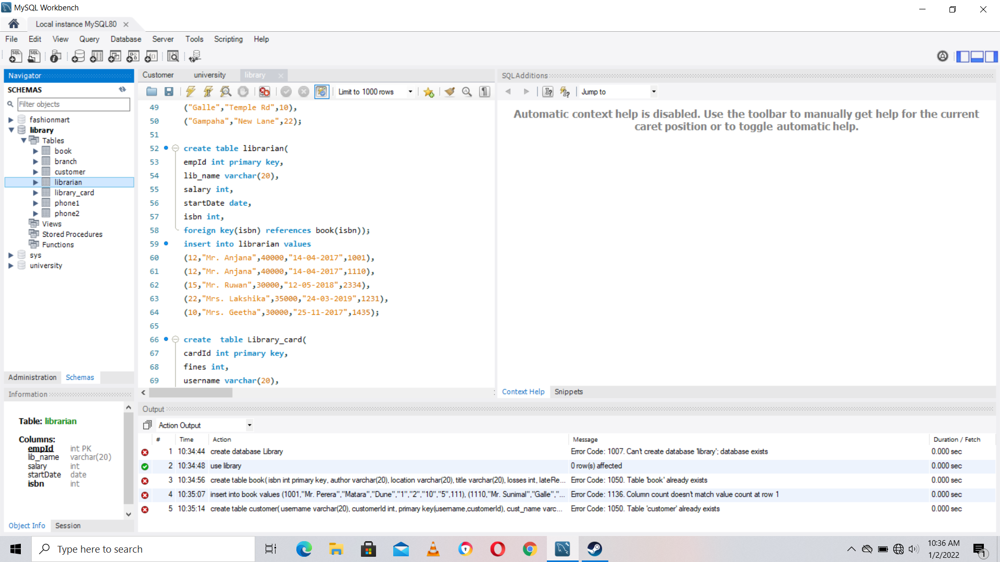 MySQL Workbench
Local instance MySQL80
File Edit View Query Database Server Tools Scripting Help
Navigator
SCHEMAS
Filter objects
fashionmart
library
Tables
book
branch
customer
librarian
library_card
phone1
phone2
Views
Stored Procedures
Functions
sys
university
Administration Schemas
Information
Table: librarian
Columns:
empId int PK
lib_name varchar(20)
salary int
startDate date
isbn int
Object Info Session
Customer university library
Limit to 1000 rows
49 ("Galle","Temple Rd",10),
50 ("Gampaha","New Lane",22);
51
52 create table librarian(
53 empId int primary key,
54 lib_name varchar(20),
55 salary int,
56 startDate date,
57 isbn int,
58 foreign key(isbn) references book(isbn));
59 insert into librarian values
60 (12,"Mr. Anjana",40000,"14-04-2017",1001),
61 (12,"Mr. Anjana",40000,"14-04-2017",1110),
62 (15,"Mr. Ruwan",30000,"12-05-2018",2334),
63 (22,"Mrs. Lakshika",35000,"24-03-2019",1231),
64 (10,"Mrs. Geetha",30000,"25-11-2017",1435);
65
66 create  table Library_card(
67 cardId int primary key,
68 fines int,
69 username varchar(20),
SQLAdditions
Jump to
Automatic context help is disabled. Use the toolbar to manually get help for the current
caret position or to toggle automatic help.
Context Help Snippets
Output
Action Output
# Time Action Message Duration / Fetch
1 10:34:44 create database Library Error Code: 1007. Can't create database 'library'; database exists 0.000 sec
2 10:34:48 use library 0 row(s) affected 0.000 sec
3 10:34:56 create table book( isbn int primary key, author varchar(20), location varchar(20), title varchar(20), losses int, lateRe... Error Code: 1050. Table 'book' already exists 0.000 sec
4 10:35:07 insert into book values (1001,"Mr. Perera","Matara","Dune","1","2","10","5",111), (1110,"Mr. Sunimal","Galle","... Error Code: 1136. Column count doesn't match value count at row 1 0.000 sec
5 10:35:14 create table customer( username varchar(20), customerId int, primary key(username,customerId), cust_name varc... Error Code: 1050. Table 'customer' already exists 0.000 sec
Type here to search
10:36 AM
1/2/2022
1